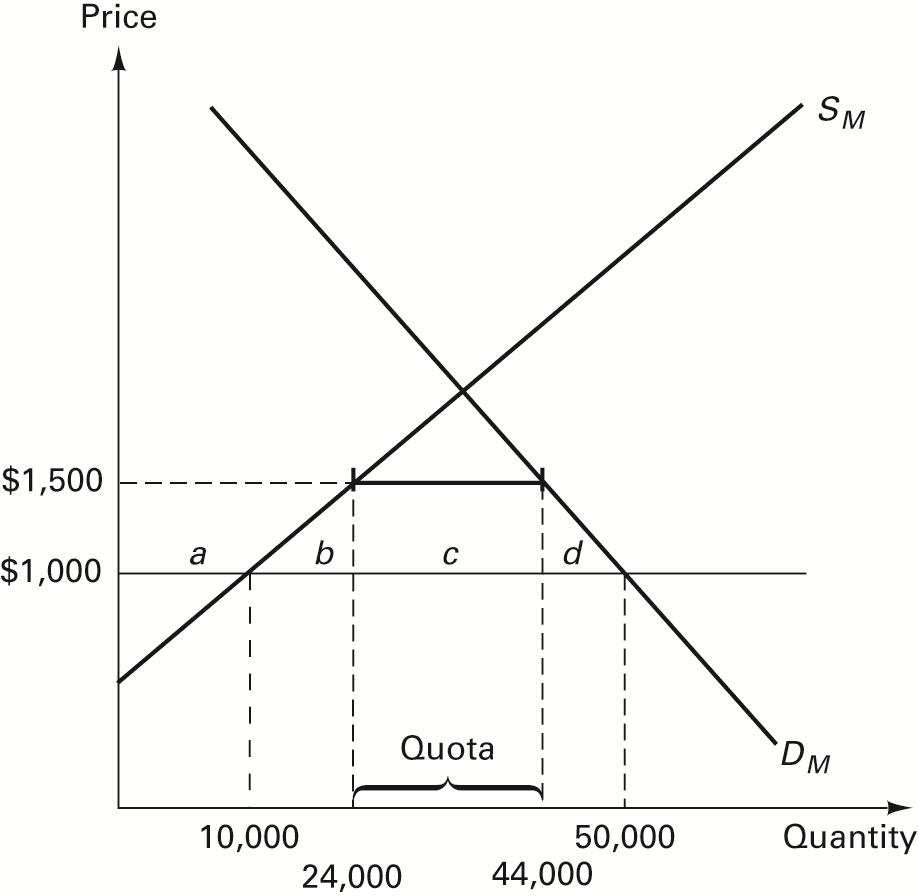 Price
S_M
$1,500
a b c d
$1,000
Quota
D_M
10,000 50,000 Quantity
24,000 44,000